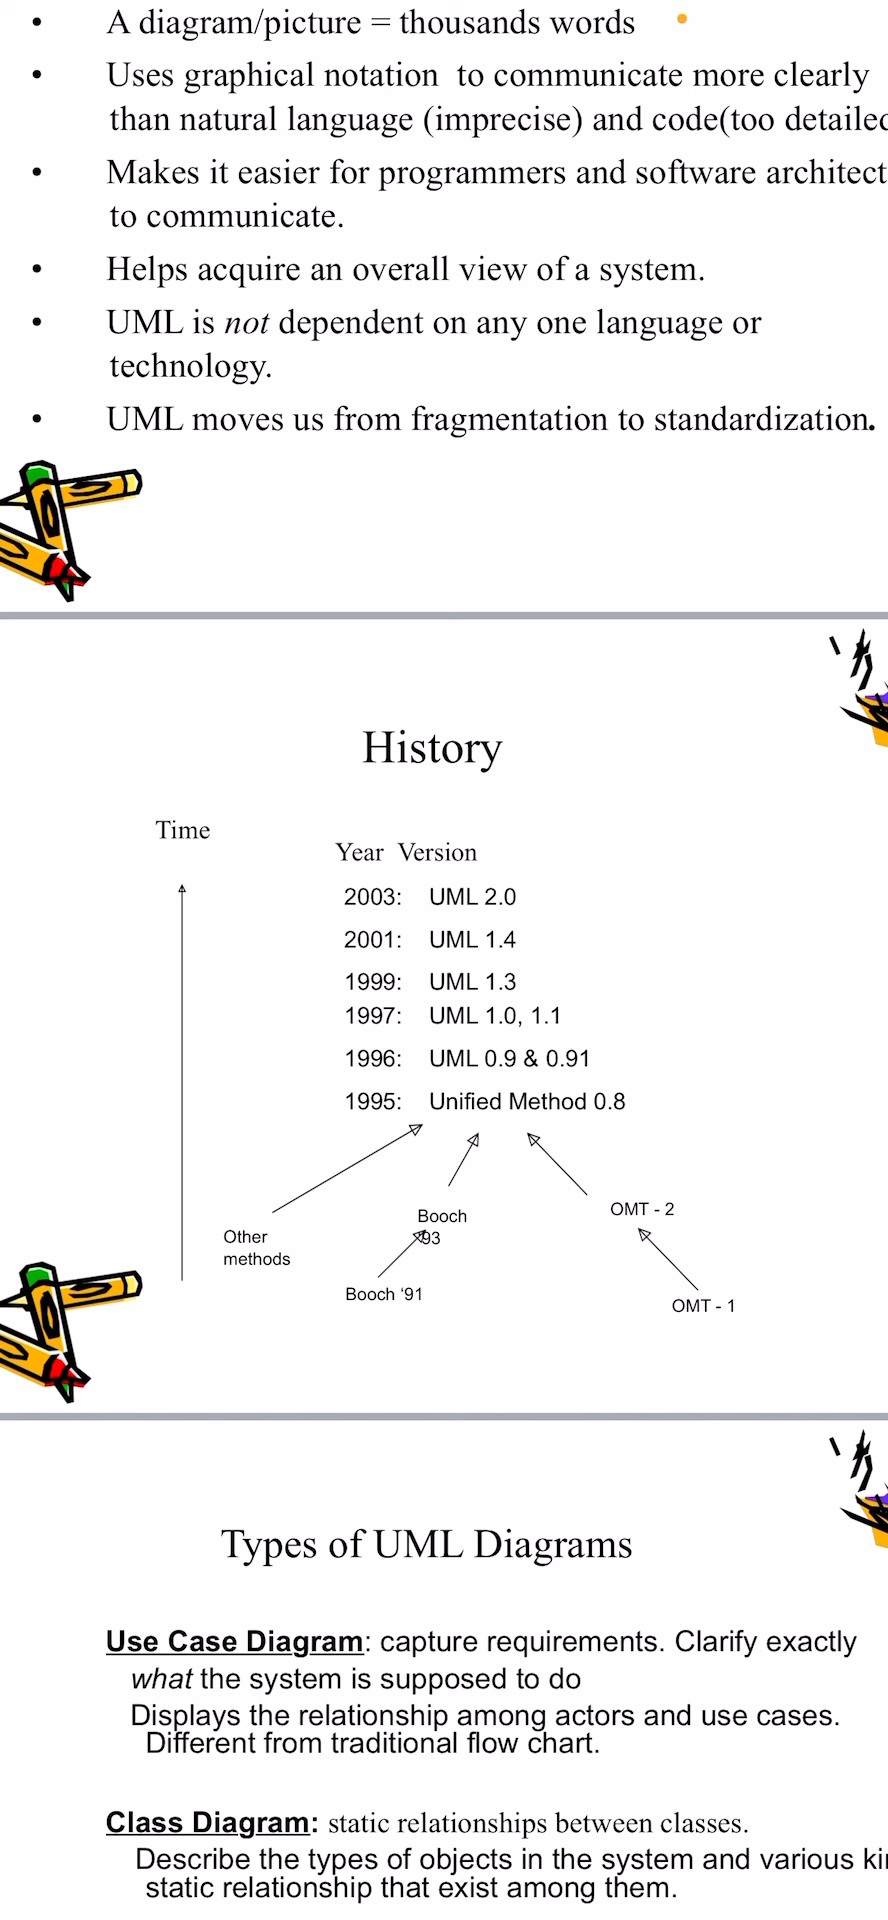 • A diagram/picture = thousands words
• Uses graphical notation to communicate more clearly
than natural language (imprecise) and code(too detailed
• Makes it easier for programmers and software architect
to communicate.
• Helps acquire an overall view of a system.
• UML is not dependent on any one language or
technology.
• UML moves us from fragmentation to standardization.
History
Time
Year Version
2003: UML 2.0
2001: UML 1.4
1999: UML 1.3
1997: UML 1.0, 1.1
1996: UML 0.9 & 0.91
1995: Unified Method 0.8
Other
methods
Booch
‘93
OMT - 2
Booch ‘91
OMT - 1
Types of UML Diagrams
Use Case Diagram: capture requirements. Clarify exactly
what the system is supposed to do
Displays the relationship among actors and use cases.
Different from traditional flow chart.
Class Diagram: static relationships between classes.
Describe the types of objects in the system and various
static relationship that exist among them.